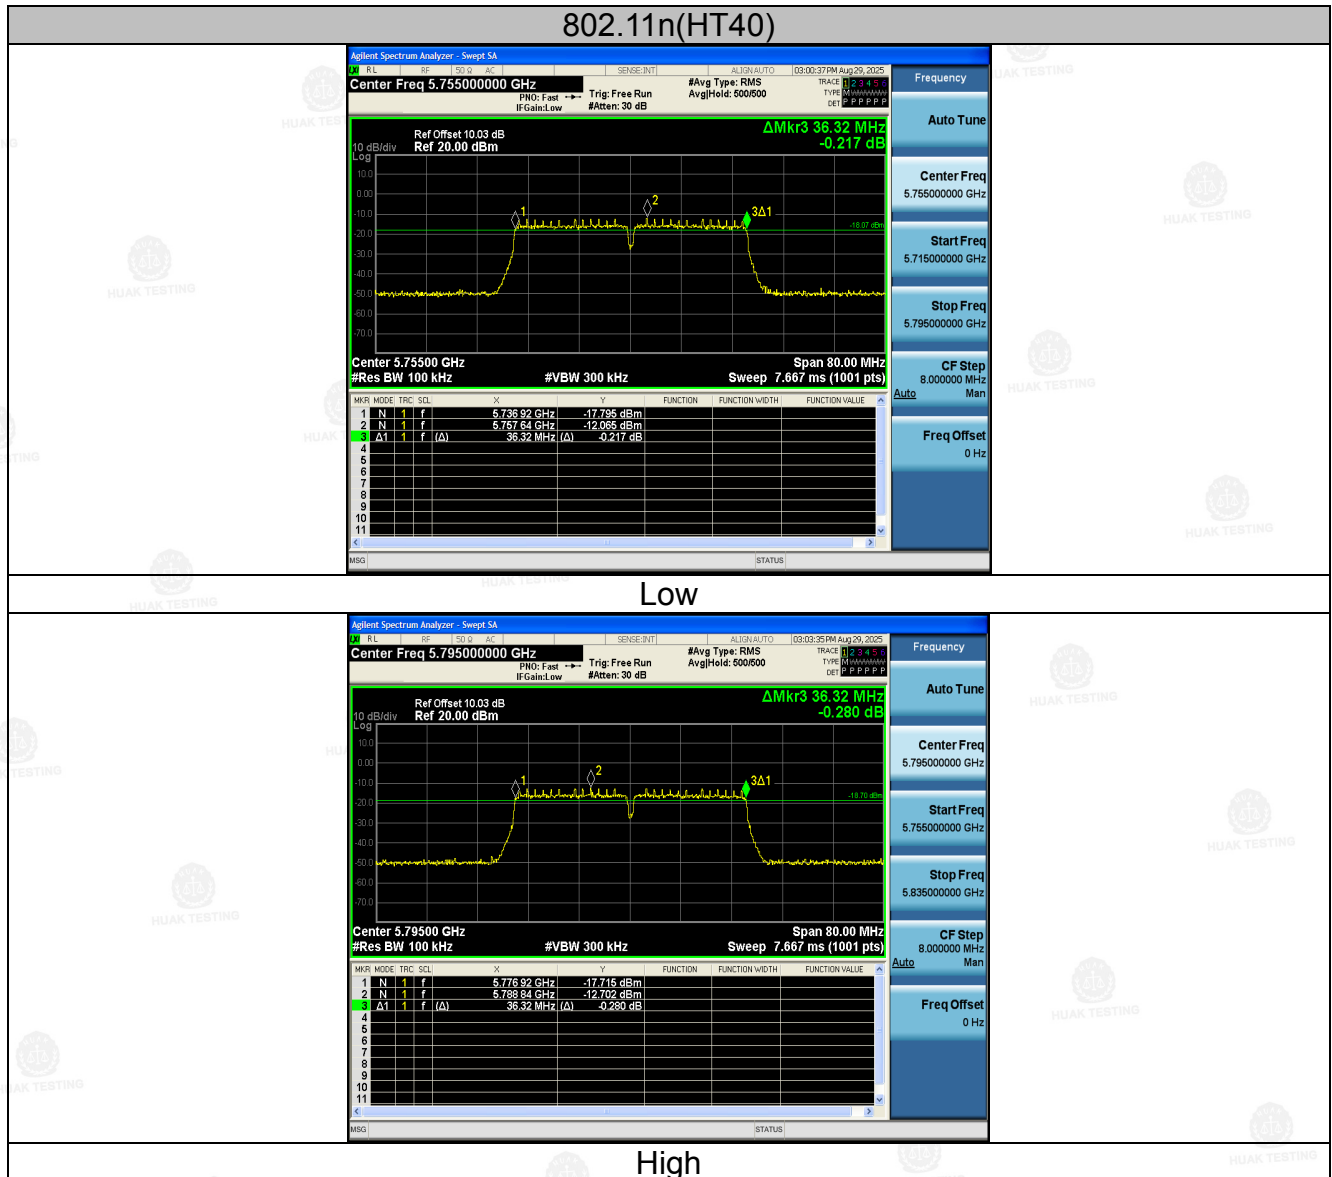 802.11n(HT40)
Agilent Spectrum Analyzer - Swept SA
RL RF 50 Ω AC SENSE:INT ALIGN AUTO 03:00:37 PM Aug 29, 2025
Center Freq 5.755000000 GHz
PNO: Fast
IFGain:Low
Trig: Free Run
#Atten: 30 dB
#Avg Type: RMS
Avg|Hold: 500/500
TRACE 1 2 3 4 5 6
TYPE M
DET P P P P P P
ΔMkr3 36.32 MHz
-0.217 dB
Ref Offset 10.03 dB
10 dB/div Ref 20.00 dBm
Log
10.0
0.00
-10.0
-20.0
-30.0
-40.0
-50.0
-60.0
-70.0
1
2
3Δ1
-18.07 dBm
Center 5.75500 GHz Span 80.00 MHz
#Res BW 100 kHz #VBW 300 kHz Sweep 7.667 ms (1001 pts)
MKR MODE TRC SCL X Y FUNCTION FUNCTION WIDTH FUNCTION VALUE
1 N 1 f 5.736 92 GHz -17.795 dBm
2 N 1 f 5.757 64 GHz -12.065 dBm
3 Δ1 1 f (Δ) 36.32 MHz (Δ) -0.217 dB
4
5
6
7
8
9
10
11
MSG STATUS
Frequency
Auto Tune
Center Freq
5.755000000 GHz
Start Freq
5.715000000 GHz
Stop Freq
5.795000000 GHz
CF Step
8.000000 MHz
Auto Man
Freq Offset
0 Hz
Low
Agilent Spectrum Analyzer - Swept SA
RL RF 50 Ω AC SENSE:INT ALIGN AUTO 03:03:35 PM Aug 29, 2025
Center Freq 5.795000000 GHz
PNO: Fast
IFGain:Low
Trig: Free Run
#Atten: 30 dB
#Avg Type: RMS
Avg|Hold: 500/500
TRACE 1 2 3 4 5 6
TYPE M
DET P P P P P P
ΔMkr3 36.32 MHz
-0.280 dB
Ref Offset 10.03 dB
10 dB/div Ref 20.00 dBm
Log
10.0
0.00
-10.0
-20.0
-30.0
-40.0
-50.0
-60.0
-70.0
1
2
3Δ1
-18.70 dBm
Center 5.79500 GHz Span 80.00 MHz
#Res BW 100 kHz #VBW 300 kHz Sweep 7.667 ms (1001 pts)
MKR MODE TRC SCL X Y FUNCTION FUNCTION WIDTH FUNCTION VALUE
1 N 1 f 5.776 92 GHz -17.715 dBm
2 N 1 f 5.788 84 GHz -12.702 dBm
3 Δ1 1 f (Δ) 36.32 MHz (Δ) -0.280 dB
4
5
6
7
8
9
10
11
MSG STATUS
Frequency
Auto Tune
Center Freq
5.795000000 GHz
Start Freq
5.755000000 GHz
Stop Freq
5.835000000 GHz
CF Step
8.000000 MHz
Auto Man
Freq Offset
0 Hz
High
HUAK TESTING